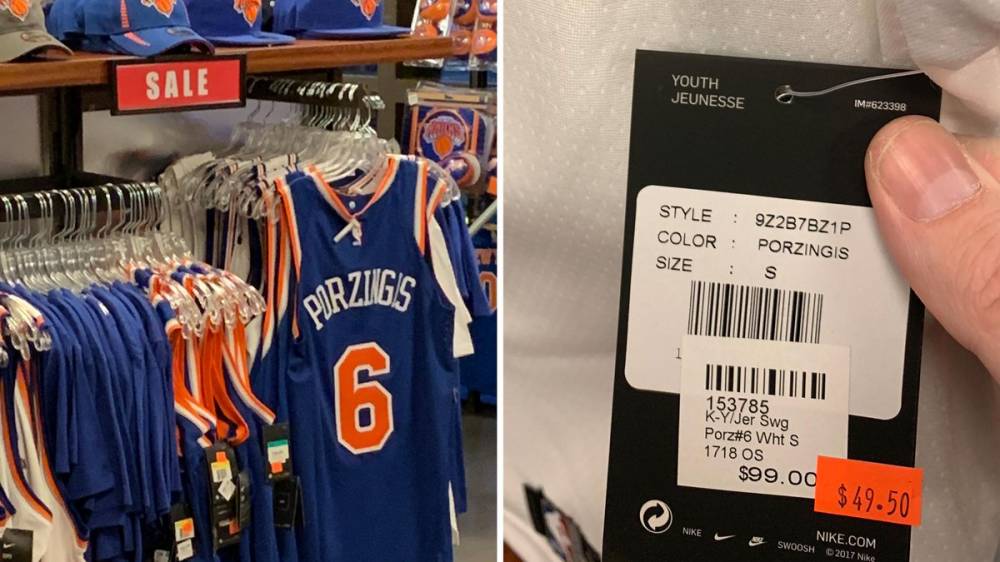 SALE
PORZINGIS
6
YOUTH
JEUNESSE
IM#623398
STYLE : 9Z2B7BZ1P
COLOR : PORZINGIS
SIZE : S
1
153785
K-Y/Jer Swg
Porz#6 Wht S
1718 OS
$99.00
$49.50
NIKE
SWOOSH
NIKE.COM
© 2017 Nike